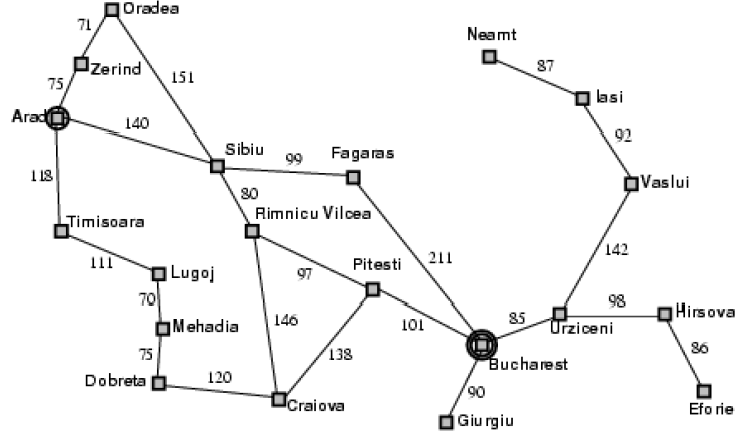 Oradea
71
Neamt
Zerind
87
75
151
Iasi
Arad
140
92
Sibiu
99
Fagaras
118
80
Vaslui
Timisoara
Rimnicu Vilcea
111
97
Pitesti
211
142
Lugoj
70
146
101
85
98
Hirsova
Mehadia
Urziceni
75
138
86
Bucharest
Dobreta
120
90
Craiova
Giurgiu
Eforie